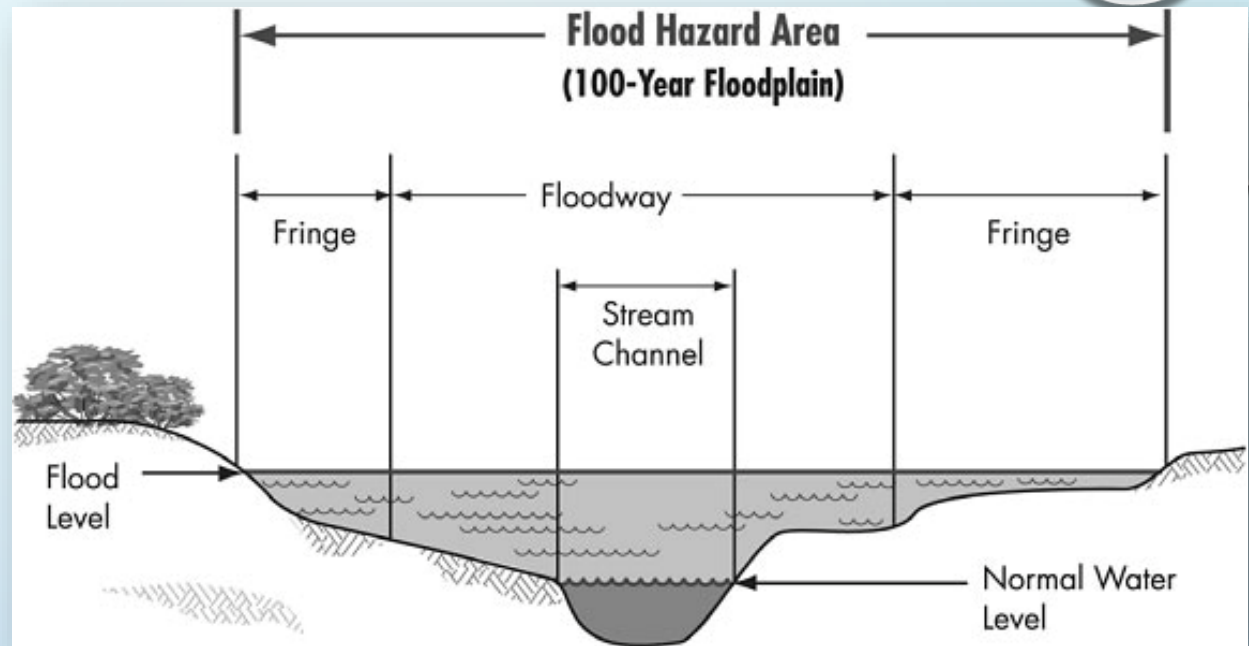 Flood Hazard Area
(100-Year Floodplain)
Floodway
Fringe
Fringe
Stream
Channel
Flood
Level
Normal Water
Level